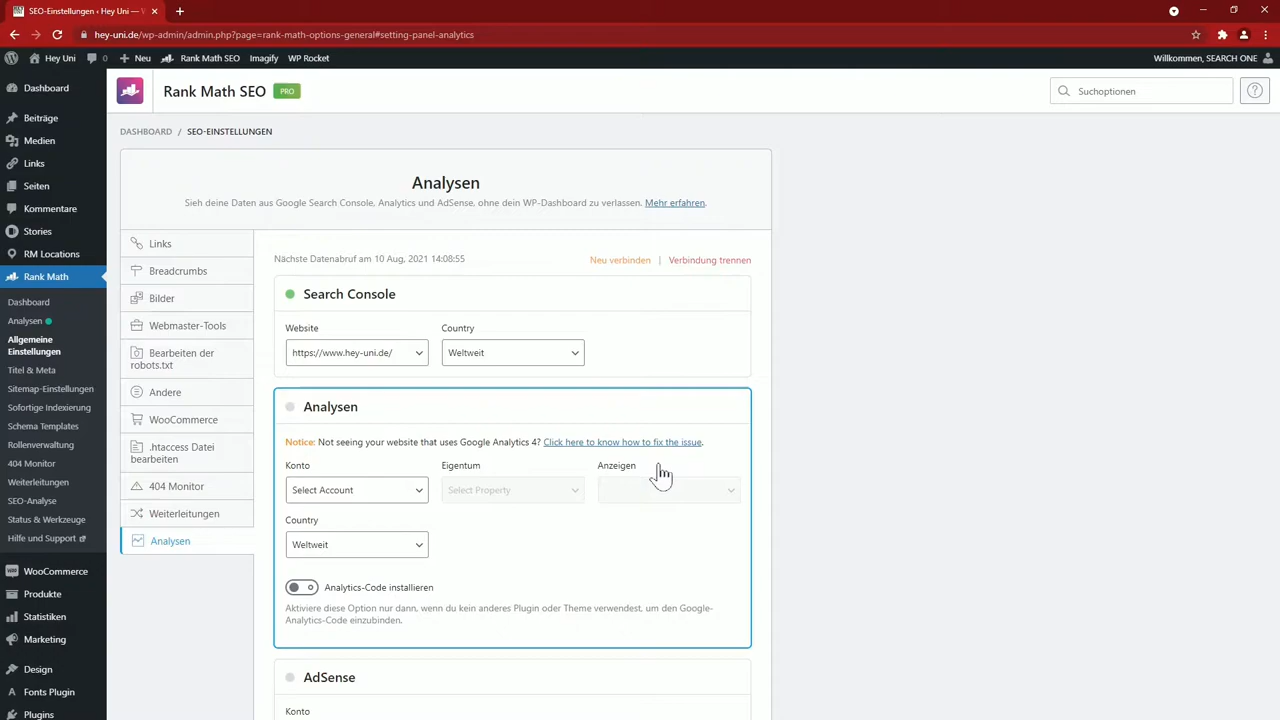 SEO-Einstellungen ‹ Hey Uni — V
hey-uni.de/wp-admin/admin.php?page=rank-math-options-general#setting-panel-analytics
Hey Uni
0
Neu
Rank Math SEO
Imagify
WP Rocket
Willkommen, SEARCH ONE
Dashboard
Beiträge
Medien
Links
Seiten
Kommentare
Stories
RM Locations
Rank Math
Dashboard
Analysen
Allgemeine
Einstellungen
Titel & Meta
Sitemap-Einstellungen
Sofortige Indexierung
Schema Templates
Rollenverwaltung
404 Monitor
Weiterleitungen
SEO-Analyse
Status & Werkzeuge
Hilfe und Support
WooCommerce
Produkte
Statistiken
Marketing
Design
Fonts Plugin
Plugins
Rank Math SEO
PRO
Suchoptionen
DASHBOARD / SEO-EINSTELLUNGEN
Analysen
Sieh deine Daten aus Google Search Console, Analytics und AdSense, ohne dein WP-Dashboard zu verlassen. Mehr erfahren.
Links
Breadcrumbs
Bilder
Webmaster-Tools
Bearbeiten der
robots.txt
Andere
WooCommerce
.htaccess Datei
bearbeiten
404 Monitor
Weiterleitungen
Analysen
Nächste Datenabruf am 10 Aug, 2021 14:08:55
Neu verbinden | Verbindung trennen
Search Console
Website
Country
https://www.hey-uni.de/
Weltweit
Analysen
Notice: Not seeing your website that uses Google Analytics 4? Click here to know how to fix the issue.
Konto
Eigentum
Anzeigen
Select Account
Select Property
Country
Weltweit
Analytics-Code installieren
Aktiviere diese Option nur dann, wenn du kein anderes Plugin oder Theme verwendest, um den Google-
Analytics-Code einzubinden.
AdSense
Konto